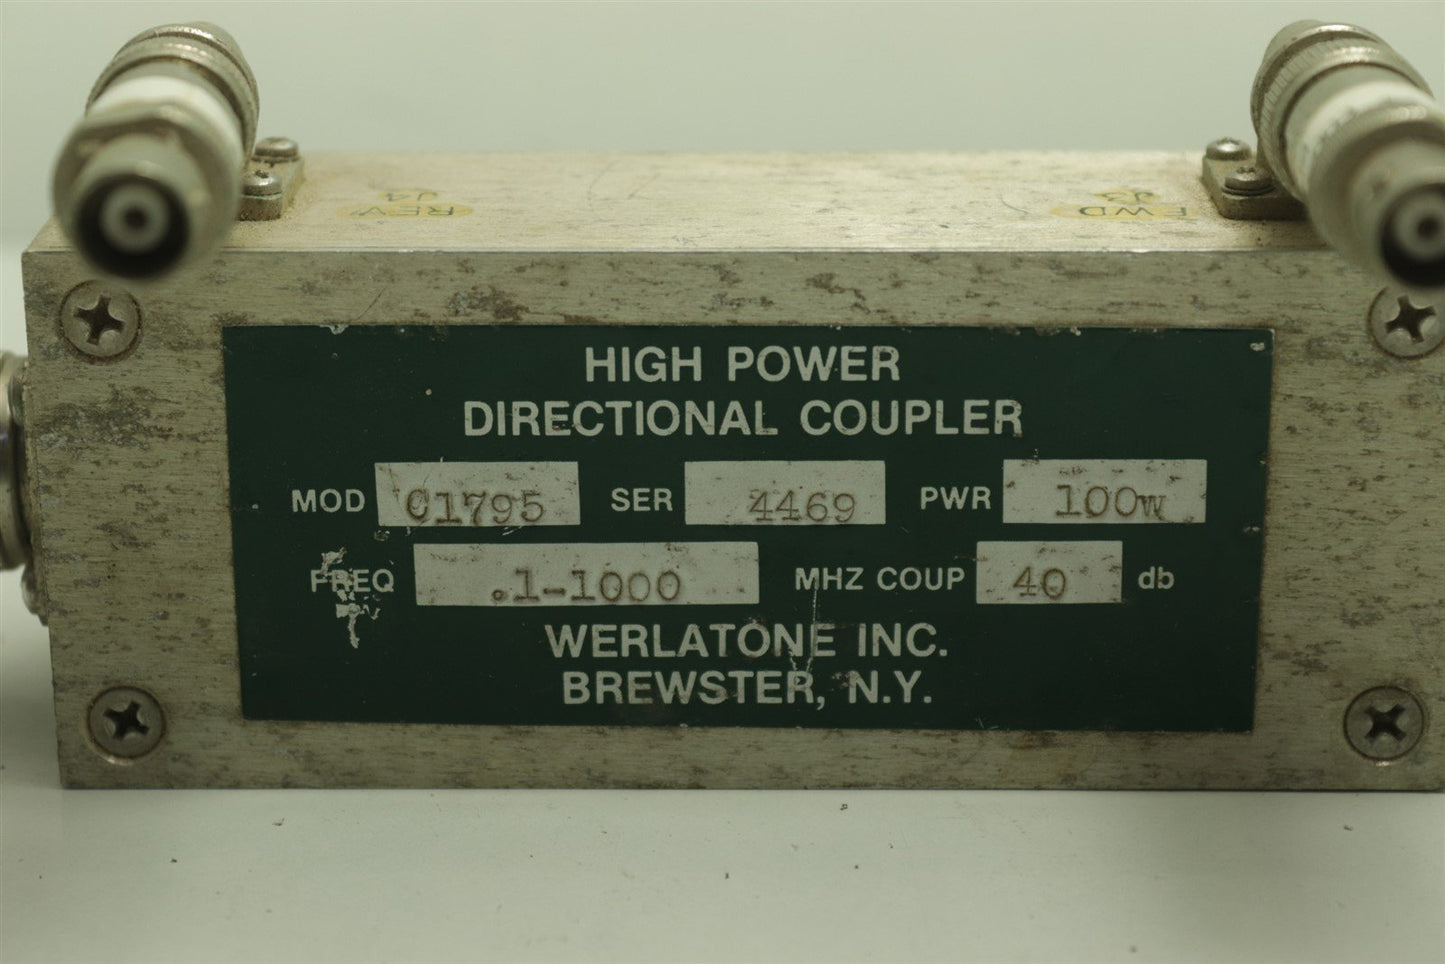 REV
J4
FWD
J3
HIGH POWER
DIRECTIONAL COUPLER
MOD C1795 SER 4469 PWR 100w
FREQ .1-1000 MHZ COUP 40 db
WERLATONE INC.
BREWSTER, N.Y.